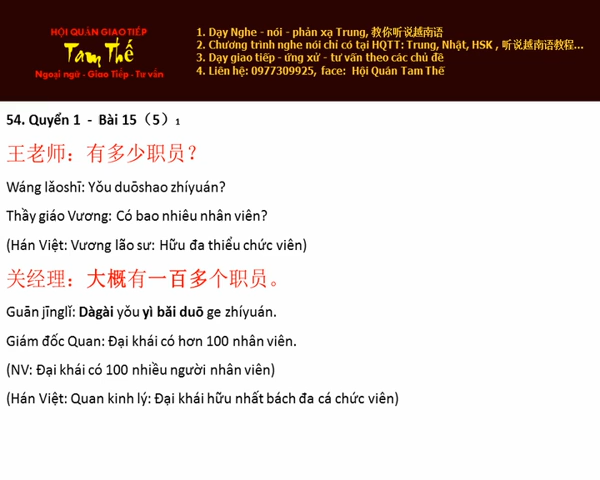 HỘI QUÁN GIAO TIẾP
Tam Thế
Ngoại ngữ - Giao Tiếp - Tư vấn
1. Dạy Nghe - nói - phản xạ Trung, 教你听说越南语
2. Chương trình nghe nói chỉ có tại HQTT: Trung, Nhật, HSK , 听说越南语教程...
3. Dạy giao tiếp - ứng xử - tư vấn theo các chủ đề
4. Liên hệ: 0977309925, face: Hội Quán Tam Thế
54. Quyển 1 - Bài 15（5）1
王老师：有多少职员？
Wáng lǎoshī: Yǒu duōshao zhíyuán?
Thầy giáo Vương: Có bao nhiêu nhân viên?
(Hán Việt: Vương lão sư: Hữu đa thiểu chức viên)
关经理：大概有一百多个职员。
Guān jīnglǐ: Dàgài yǒu yì bǎi duō ge zhíyuán.
Giám đốc Quan: Đại khái có hơn 100 nhân viên.
(NV: Đại khái có 100 nhiều người nhân viên)
(Hán Việt: Quan kinh lý: Đại khái hữu nhất bách đa cá chức viên)